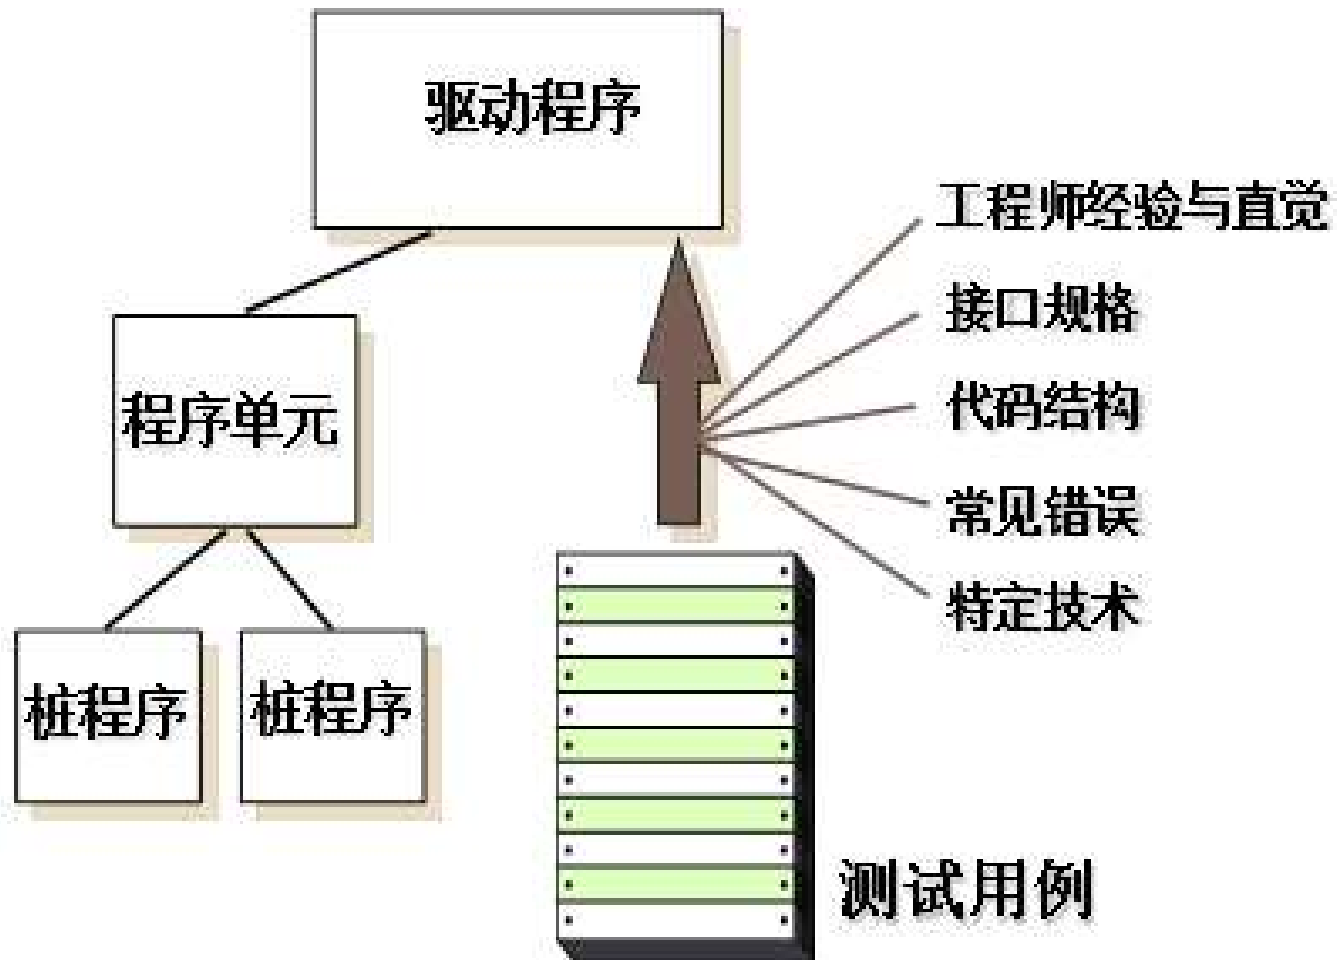 驱动程序
工程师经验与直觉
接口规格
代码结构
程序单元
常见错误
特定技术
桩程序
桩程序
测试用例